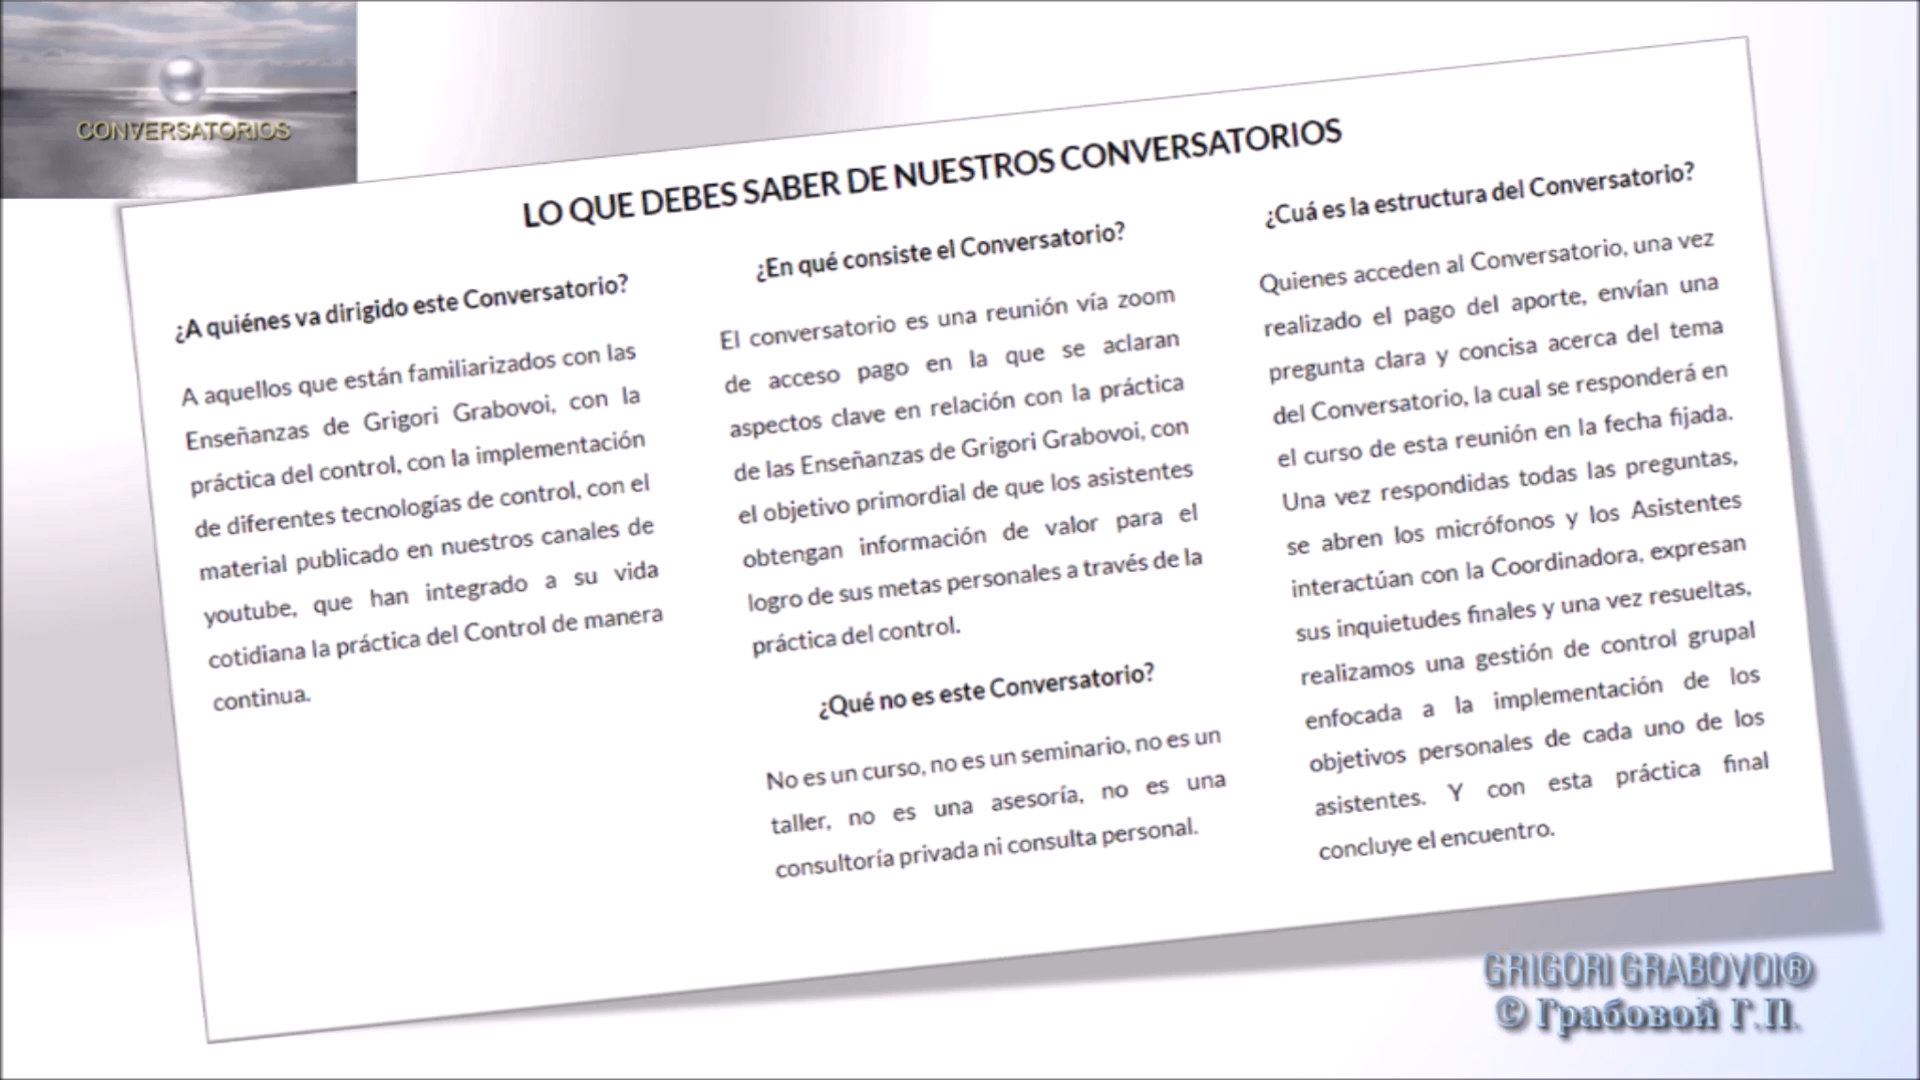 CONVERSATORIOS
LO QUE DEBES SABER DE NUESTROS CONVERSATORIOS
¿A quiénes va dirigido este Conversatorio?
A aquellos que están familiarizados con las
Enseñanzas de Grigori Grabovoi, con la
práctica del control, con la implementación
de diferentes tecnologías de control, con el
material publicado en nuestros canales de
youtube, que han integrado a su vida
cotidiana la práctica del Control de manera
continua.
¿En qué consiste el Conversatorio?
El conversatorio es una reunión vía zoom
de acceso pago en la que se aclaran
aspectos clave en relación con la práctica
de las Enseñanzas de Grigori Grabovoi, con
el objetivo primordial de que los asistentes
obtengan información de valor para el
logro de sus metas personales a través de la
práctica del control.
¿Qué no es este Conversatorio?
No es un curso, no es un seminario, no es un
taller, no es una asesoría, no es una
consultoría privada ni consulta personal.
¿Cuá es la estructura del Conversatorio?
Quienes acceden al Conversatorio, una vez
realizado el pago del aporte, envían una
pregunta clara y concisa acerca del tema
del Conversatorio, la cual se responderá en
el curso de esta reunión en la fecha fijada.
Una vez respondidas todas las preguntas,
se abren los micrófonos y los Asistentes
interactúan con la Coordinadora, expresan
sus inquietudes finales y una vez resueltas,
realizamos una gestión de control grupal
enfocada a la implementación de los
objetivos personales de cada uno de los
asistentes. Y con esta práctica final
concluye el encuentro.
GRIGORI GRABOVOI®
© Грабовой Г.П.